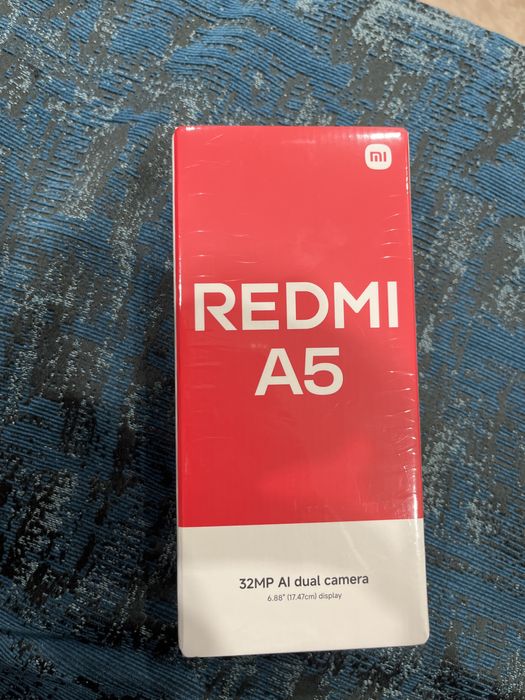 mi
REDMI
A5
32MP AI dual camera
6.88" (17.47cm) display